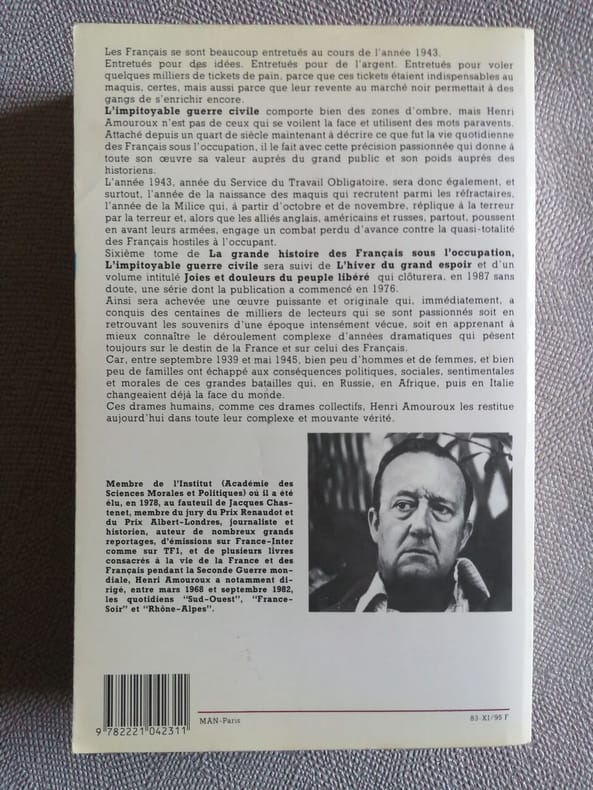 Les Français se sont beaucoup entretués au cours de l'année 1943.
Entretués pour des idées. Entretués pour de l'argent. Entretués pour voler
quelques milliers de tickets de pain, parce que ces tickets étaient indispensables au
maquis, certes, mais aussi parce que leur revente au marché noir permettait à des
gangs de s'enrichir encore.
L'impitoyable guerre civile comporte bien des zones d'ombre, mais Henri
Amouroux n'est pas de ceux qui se voilent la face et utilisent des mots paravents.
Attaché depuis un quart de siècle maintenant à décrire ce que fut la vie quotidienne
des Français sous l'occupation, il le fait avec cette précision passionnée qui donne à
toute son œuvre sa valeur auprès du grand public et son poids auprès des
historiens.
L'année 1943, année du Service du Travail Obligatoire, sera donc également, et
surtout, l'année de la naissance des maquis qui recrutent parmi les réfractaires,
l'année de la Milice qui, à partir d'octobre et de novembre, réplique à la terreur
par la terreur et, alors que les alliés anglais, américains et russes, partout, poussent
en avant leurs armées, engage un combat perdu d'avance contre la quasi-totalité
des Français hostiles à l'occupant.
Sixième tome de La grande histoire des Français sous l'occupation,
L'impitoyable guerre civile sera suivi de L'hiver du grand espoir et d'un
volume intitulé Joies et douleurs du peuple libéré qui clôturera, en 1987 sans
doute, une série dont la publication a commencé en 1976.
Ainsi sera achevée une œuvre puissante et originale qui, immédiatement, a
conquis des centaines de milliers de lecteurs qui se sont passionnés soit en
retrouvant les souvenirs d'une époque intensément vécue, soit en apprenant à
mieux connaître le déroulement complexe d'années dramatiques qui pèsent
toujours sur le destin de la France et sur celui des Français.
Car, entre septembre 1939 et mai 1945, bien peu d'hommes et de femmes, et bien
peu de familles ont échappé aux conséquences politiques, sociales, sentimentales
et morales de ces grandes batailles qui, en Russie, en Afrique, puis en Italie
changeaient déjà la face du monde.
Ces drames humains, comme ces drames collectifs, Henri Amouroux les restitue
aujourd'hui dans toute leur complexe et mouvante vérité.
Membre de l'Institut (Académie des
Sciences Morales et Politiques) où il a été
élu, en 1978, au fauteuil de Jacques Chas-
tenet, membre du jury du Prix Renaudot et
du Prix Albert-Londres, journaliste et
historien, auteur de nombreux grands
reportages, d'émissions sur France-Inter
comme sur TF1, et de plusieurs livres
consacrés à la vie de la France et des
Français pendant la Seconde Guerre mon-
diale, Henri Amouroux a notamment di-
rigé, entre mars 1968 et septembre 1982,
les quotidiens "Sud-Ouest", "France-
Soir" et "Rhône-Alpes".
9 782221 042311
MAN-Paris
83-XI/95 F